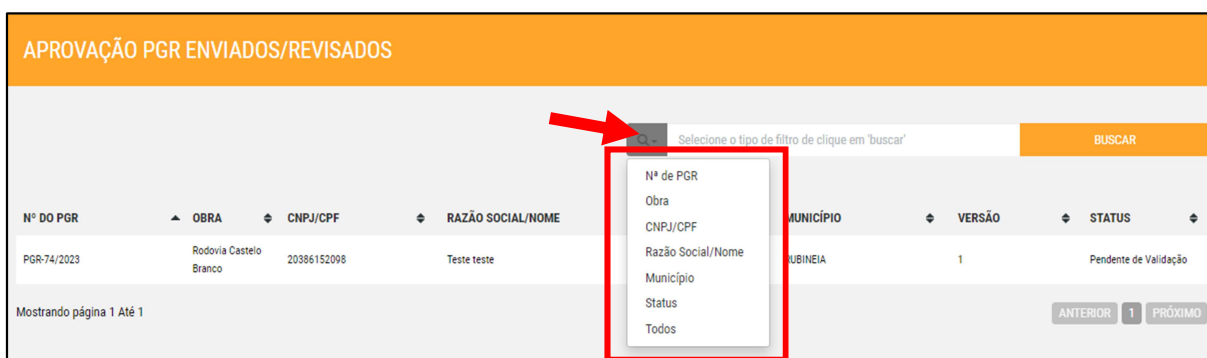 APROVAÇÃO PGR ENVIADOS/REVISADOS
Selecione o tipo de filtro de clique em 'buscar'
BUSCAR
Nª de PGR
Obra
CNPJ/CPF
Razão Social/Nome
Município
Status
Todos
Nº DO PGR OBRA CNPJ/CPF RAZÃO SOCIAL/NOME MUNICÍPIO VERSÃO STATUS
PGR-74/2023 Rodovia Castelo Branco 20386152098 Teste teste RUBINEIA 1 Pendente de Validação
Mostrando página 1 Até 1
ANTERIOR 1 PRÓXIMO